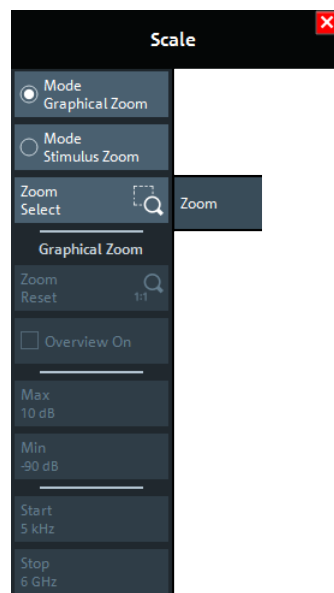 Scale
Mode
Graphical Zoom
Mode
Stimulus Zoom
Zoom
Select
Zoom
Graphical Zoom
Zoom
Reset
1:1
Overview On
Max
10 dB
Min
-90 dB
Start
5 kHz
Stop
6 GHz